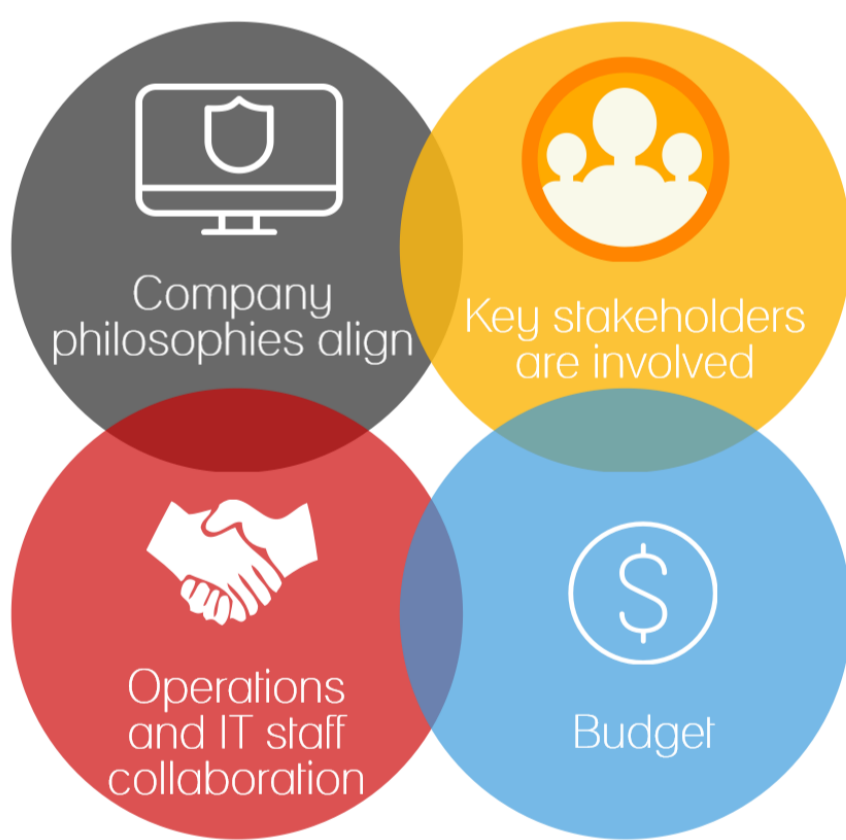 Company
philosophies align
Key stakeholders
are involved
Operations
and IT staff
collaboration
$
Budget